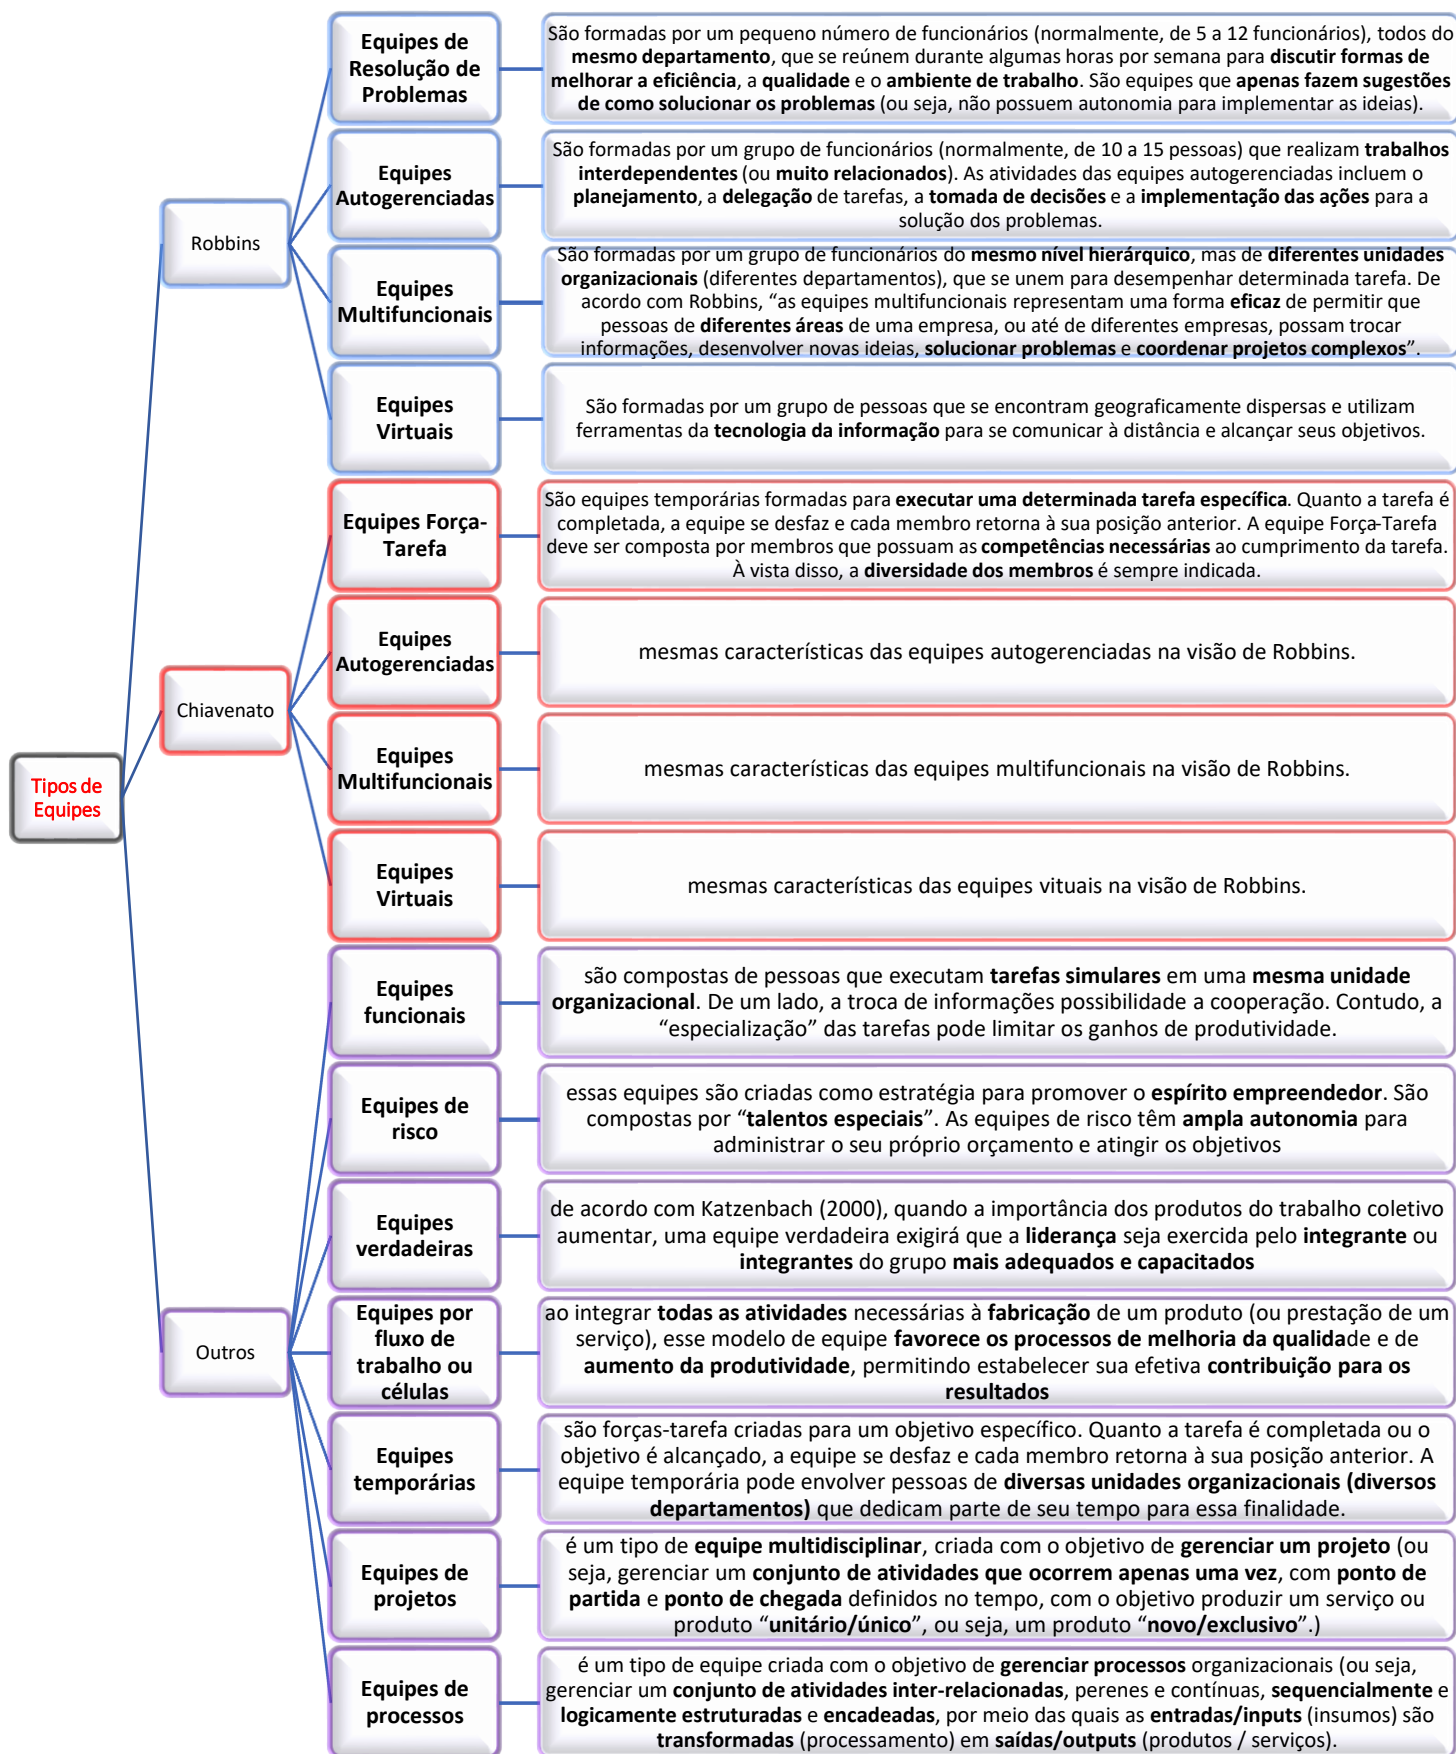 Tipos de
Equipes
Robbins
Equipes de
Resolução de
Problemas
São formadas por um pequeno número de funcionários (normalmente, de 5 a 12 funcionários), todos do
mesmo departamento, que se reúnem durante algumas horas por semana para discutir formas de
melhorar a eficiência, a qualidade e o ambiente de trabalho. São equipes que apenas fazem sugestões
de como solucionar os problemas (ou seja, não possuem autonomia para implementar as ideias).
Equipes
Autogerenciadas
São formadas por um grupo de funcionários (normalmente, de 10 a 15 pessoas) que realizam trabalhos
interdependentes (ou muito relacionados). As atividades das equipes autogerenciadas incluem o
planejamento, a delegação de tarefas, a tomada de decisões e a implementação das ações para a
solução dos problemas.
Equipes
Multifuncionais
São formadas por um grupo de funcionários do mesmo nível hierárquico, mas de diferentes unidades
organizacionais (diferentes departamentos), que se unem para desempenhar determinada tarefa. De
acordo com Robbins, “as equipes multifuncionais representam uma forma eficaz de permitir que
pessoas de diferentes áreas de uma empresa, ou até de diferentes empresas, possam trocar
informações, desenvolver novas ideias, solucionar problemas e coordenar projetos complexos”.
Equipes
Virtuais
São formadas por um grupo de pessoas que se encontram geograficamente dispersas e utilizam
ferramentas da tecnologia da informação para se comunicar à distância e alcançar seus objetivos.
Chiavenato
Equipes Força-
Tarefa
São equipes temporárias formadas para executar uma determinada tarefa específica. Quanto a tarefa é
completada, a equipe se desfaz e cada membro retorna à sua posição anterior. A equipe Força-Tarefa
deve ser composta por membros que possuam as competências necessárias ao cumprimento da tarefa.
À vista disso, a diversidade dos membros é sempre indicada.
Equipes
Autogerenciadas
mesmas características das equipes autogerenciadas na visão de Robbins.
Equipes
Multifuncionais
mesmas características das equipes multifuncionais na visão de Robbins.
Equipes
Virtuais
mesmas características das equipes vituais na visão de Robbins.
Outros
Equipes
funcionais
são compostas de pessoas que executam tarefas simulares em uma mesma unidade
organizacional. De um lado, a troca de informações possibilidade a cooperação. Contudo, a
“especialização” das tarefas pode limitar os ganhos de produtividade.
Equipes de
risco
essas equipes são criadas como estratégia para promover o espírito empreendedor. São
compostas por “talentos especiais”. As equipes de risco têm ampla autonomia para
administrar o seu próprio orçamento e atingir os objetivos
Equipes
verdadeiras
de acordo com Katzenbach (2000), quando a importância dos produtos do trabalho coletivo
aumentar, uma equipe verdadeira exigirá que a liderança seja exercida pelo integrante ou
integrantes do grupo mais adequados e capacitados
Equipes por
fluxo de
trabalho ou
células
ao integrar todas as atividades necessárias à fabricação de um produto (ou prestação de um
serviço), esse modelo de equipe favorece os processos de melhoria da qualidade e de
aumento da produtividade, permitindo estabelecer sua efetiva contribuição para os
resultados
Equipes
temporárias
são forças-tarefa criadas para um objetivo específico. Quanto a tarefa é completada ou o
objetivo é alcançado, a equipe se desfaz e cada membro retorna à sua posição anterior. A
equipe temporária pode envolver pessoas de diversas unidades organizacionais (diversos
departamentos) que dedicam parte de seu tempo para essa finalidade.
Equipes de
projetos
é um tipo de equipe multidisciplinar, criada com o objetivo de gerenciar um projeto (ou
seja, gerenciar um conjunto de atividades que ocorrem apenas uma vez, com ponto de
partida e ponto de chegada definidos no tempo, com o objetivo produzir um serviço ou
produto “unitário/único”, ou seja, um produto “novo/exclusivo”.)
Equipes de
processos
é um tipo de equipe criada com o objetivo de gerenciar processos organizacionais (ou seja,
gerenciar um conjunto de atividades inter-relacionadas, perenes e contínuas, sequencialmente e
logicamente estruturadas e encadeadas, por meio das quais as entradas/inputs (insumos) são
transformadas (processamento) em saídas/outputs (produtos / serviços).